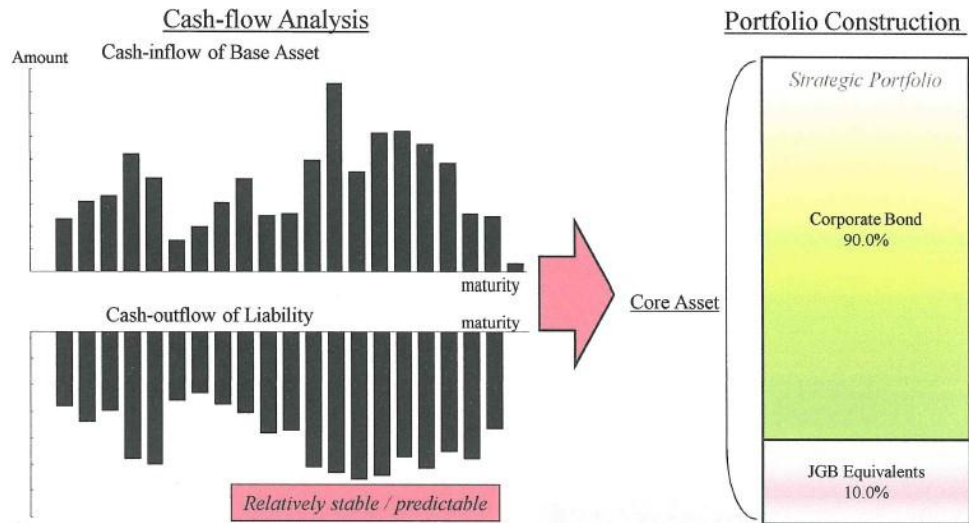 Cash-flow Analysis
Cash-inflow of Base Asset
Amount
maturity
Cash-outflow of Liability
maturity
Relatively stable / predictable
Portfolio Construction
Strategic Portfolio
Corporate Bond
90.0%
Core Asset
JGB Equivalents
10.0%